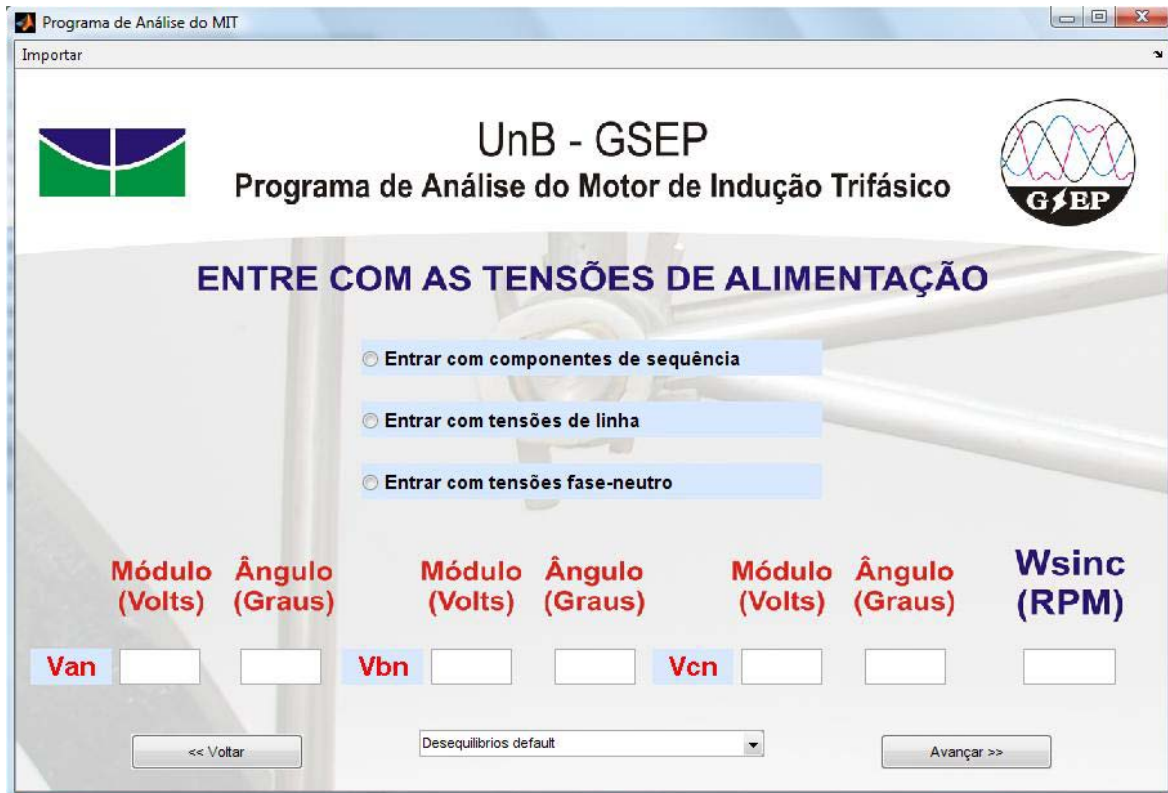 Programa de Análise do MIT
Importar
UnB - GSEP
Programa de Análise do Motor de Indução Trifásico
GSEP
ENTRE COM AS TENSÕES DE ALIMENTAÇÃO
Entrar com componentes de sequência
Entrar com tensões de linha
Entrar com tensões fase-neutro
Módulo Ângulo Módulo Ângulo Módulo Ângulo Wsinc
(Volts) (Graus) (Volts) (Graus) (Volts) (Graus) (RPM)
Van Vbn Vcn
<< Voltar Desequilibrios default Avançar >>